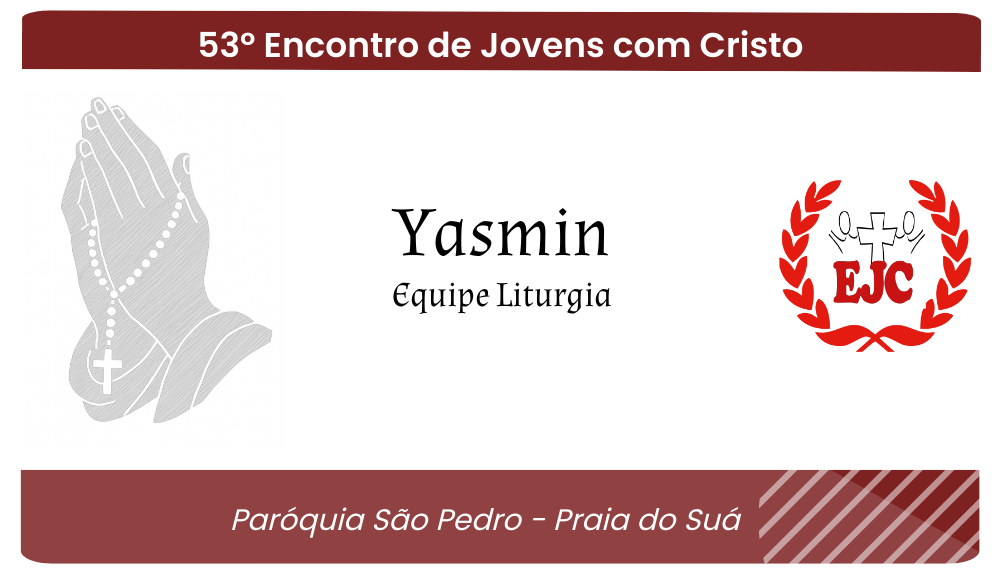 53º Encontro de Jovens com Cristo
Yasmin
Equipe Liturgia
EJC
Paróquia São Pedro - Praia do Suá